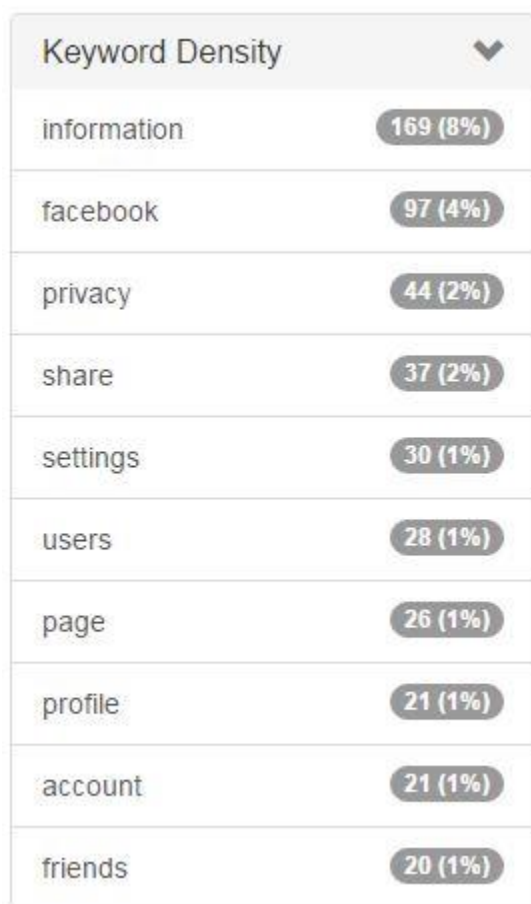 Keyword Density
information 169 (8%)
facebook 97 (4%)
privacy 44 (2%)
share 37 (2%)
settings 30 (1%)
users 28 (1%)
page 26 (1%)
profile 21 (1%)
account 21 (1%)
friends 20 (1%)